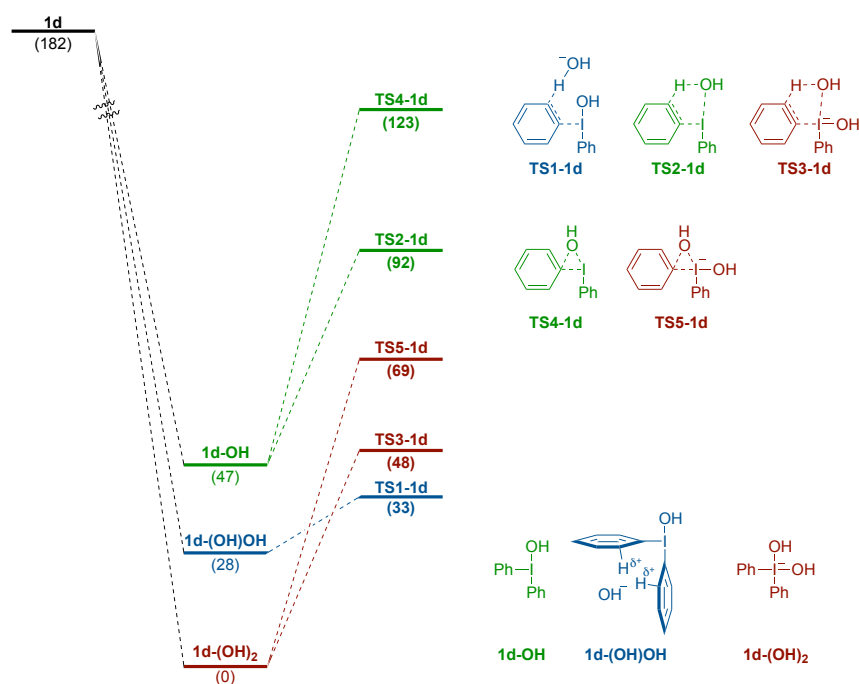 1d
(182)
TS4-1d
(123)
TS2-1d
(92)
TS5-1d
(69)
TS3-1d
(48)
1d-OH
(47)
TS1-1d
(33)
1d-(OH)OH
(28)
1d-(OH)₂
(0)
⁻OH
H
OH
I
Ph
TS1-1d
H OH
I
Ph
TS2-1d
H OH
I⁻ OH
Ph
TS3-1d
H
O
I
Ph
TS4-1d
H
O
I⁻ OH
Ph
TS5-1d
OH
Ph I
Ph
1d-OH
OH
I
H δ+
H δ+
OH⁻
1d-(OH)OH
OH
Ph I⁻ OH
Ph
1d-(OH)₂